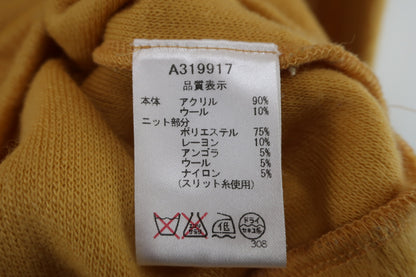 A319917
品質表示
本体 アクリル 90%
ウール 10%
ニット部分
ポリエステル 75%
レーヨン 10%
アンゴラ 5%
ウール 5%
ナイロン 5%
(スリット糸使用)
低 ドライ セキユ系
308